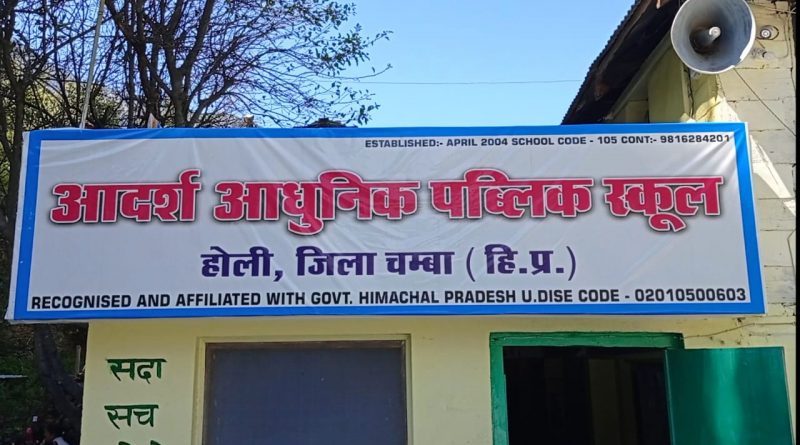 ESTABLISHED:- APRIL 2004 SCHOOL CODE - 105 CONT:- 9816284201
आदर्श आधुनिक पब्लिक स्कूल
होली, जिला चम्बा ( हि.प्र.)
RECOGNISED AND AFFILIATED WITH GOVT. HIMACHAL PRADESH U.DISE CODE - 02010500603
सदा
सच